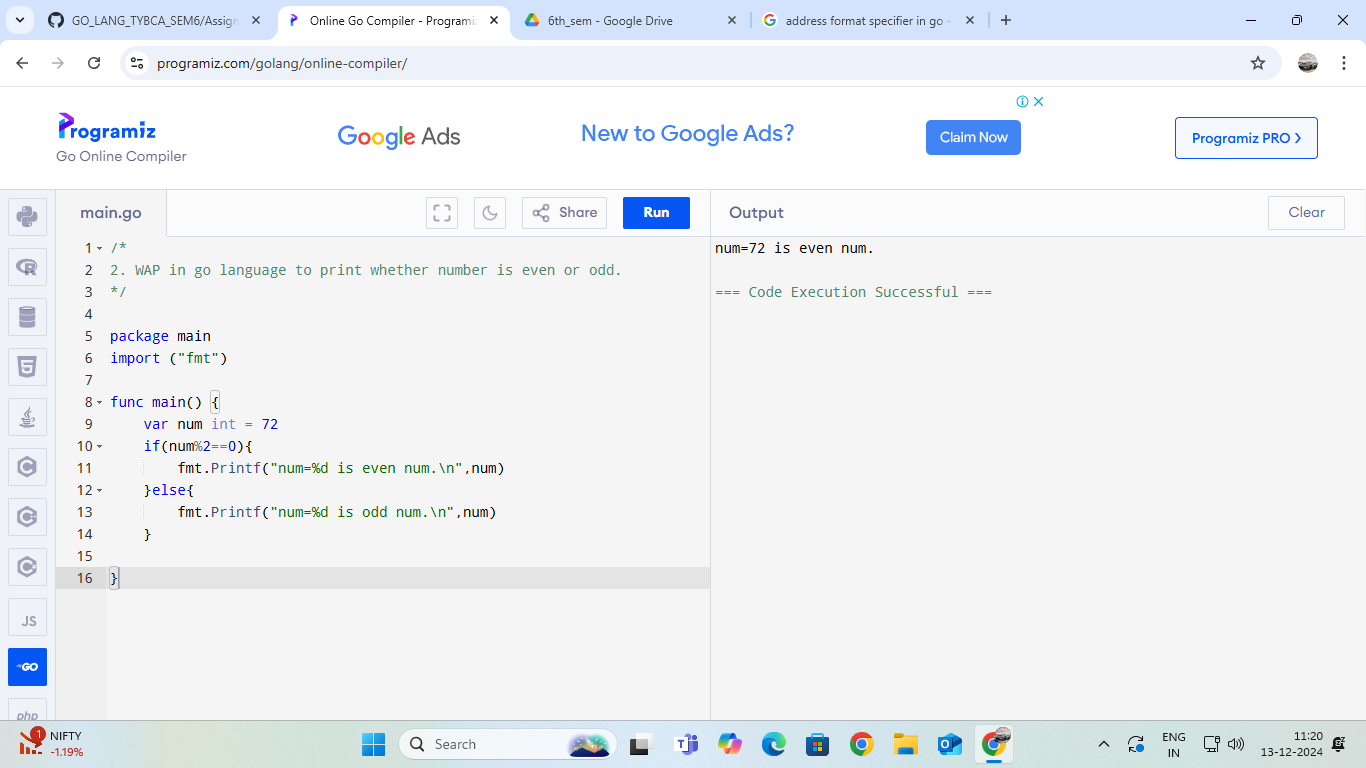 GO_LANG_TYBCA_SEM6/Assign
Online Go Compiler - Programiz
6th_sem - Google Drive
address format specifier in go -
programiz.com/golang/online-compiler/
Programiz
Go Online Compiler
Google Ads
New to Google Ads?
Claim Now
Programiz PRO >
main.go
Share
Run
Output
Clear
1 /*
2 2. WAP in go language to print whether number is even or odd.
3 */
4
5 package main
6 import ("fmt")
7
8 func main() {
9     var num int = 72
10     if(num%2==0){
11         fmt.Printf("num=%d is even num.\n",num)
12     }else{
13         fmt.Printf("num=%d is odd num.\n",num)
14     }
15
16 }
num=72 is even num.
=== Code Execution Successful ===
JS
GO
php
1
NIFTY
-1.19%
Search
ENG
IN
11:20
13-12-2024